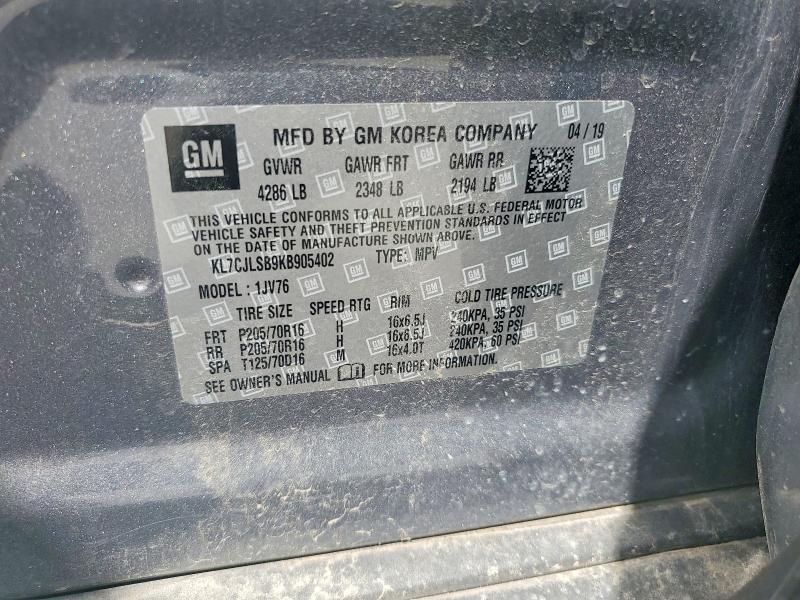 GM MFD BY GM KOREA COMPANY 04 / 19
GVWR GAWR FRT GAWR RR
4286 LB 2348 LB 2194 LB
THIS VEHICLE CONFORMS TO ALL APPLICABLE U.S. FEDERAL MOTOR
VEHICLE SAFETY AND THEFT PREVENTION STANDARDS IN EFFECT
ON THE DATE OF MANUFACTURE SHOWN ABOVE.
KL7CJLSB9KB905402 TYPE: MPV
MODEL : 1JV76
TIRE SIZE SPEED RTG RIM COLD TIRE PRESSURE
FRT P205/70R16 H 16x6.5J 240KPA, 35 PSI
RR P205/70R16 H 16x6.5J 240KPA, 35 PSI
SPA T125/70D16 M 16x4.0T 420KPA, 60 PSI
SEE OWNER'S MANUAL FOR MORE INFORMATION.